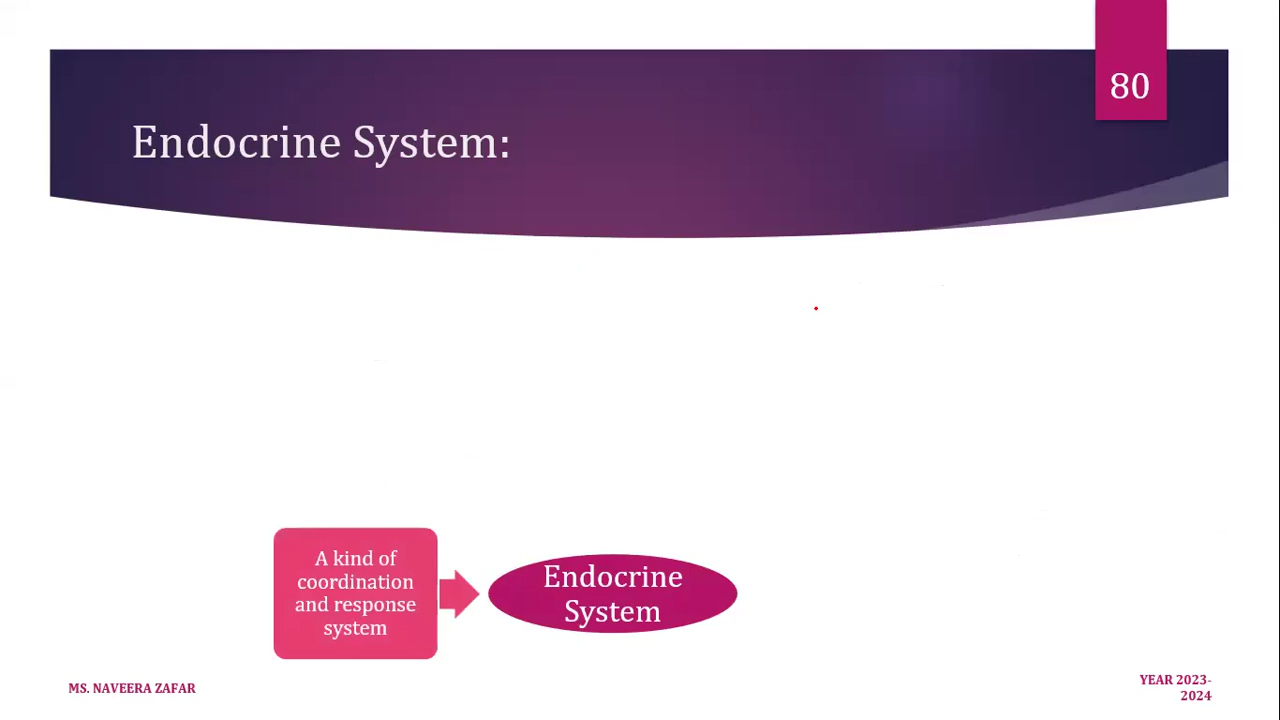 80
Endocrine System:
A kind of
coordination
and response
system
Endocrine
System
MS. NAVEERA ZAFAR
YEAR 2023-
2024